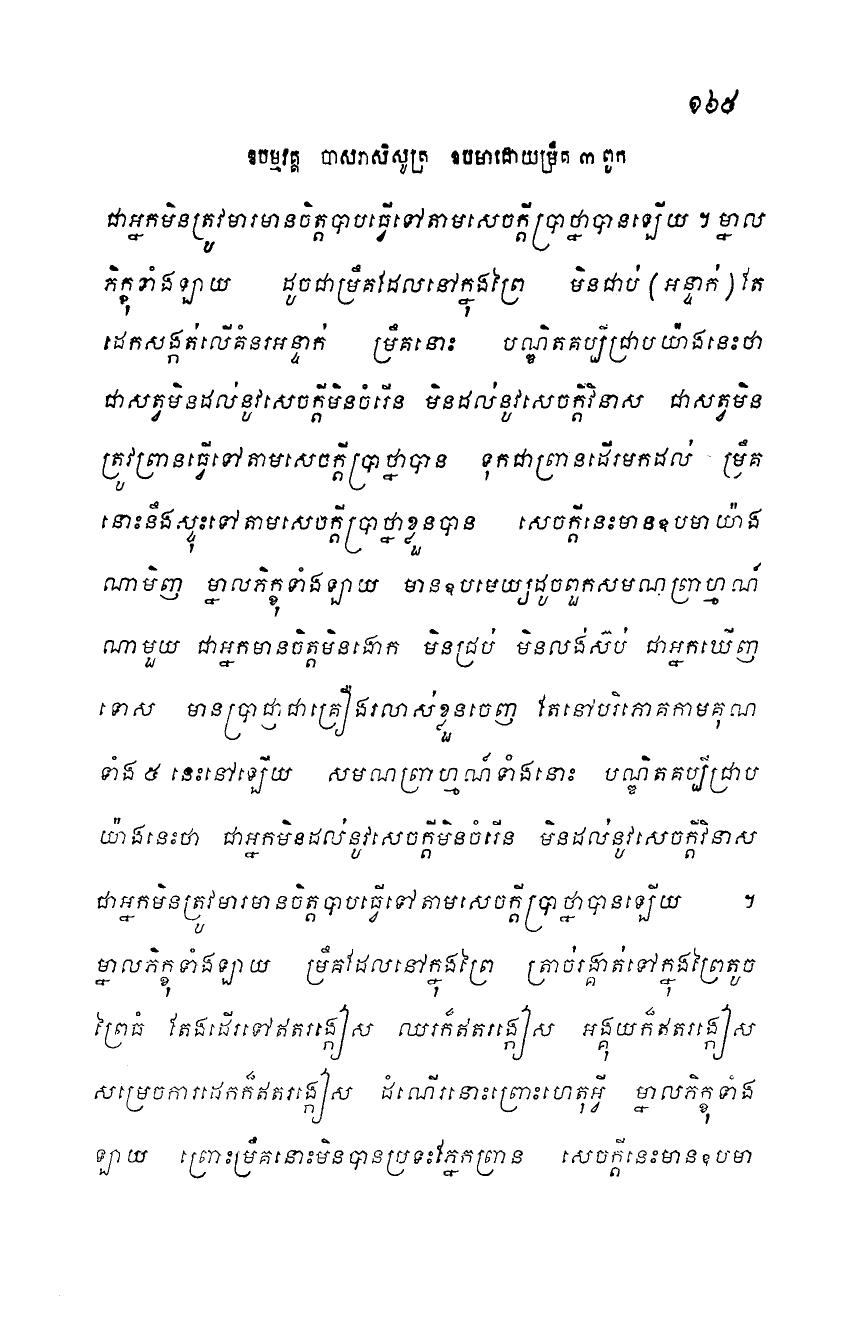 ១៦៥
ឧបម្មវគ្គ បាសរាសិសូត្រ ឧបមាដោយម្រឹគ ៣ ពួក
ជាអ្នកមិនត្រូវមារមានចិត្តបាបធ្វើទៅតាមសេចក្តីប្រាថ្នាបានឡើយ ។ ម្នាល
ភិក្ខុទាំងឡាយ ដូចជាម្រឹគដែលនៅក្នុងព្រៃ មិនជាប់ (អន្ទាក់) តែ
ដេកសង្កត់លើគំនរអន្ទាក់ ម្រឹគនោះ បណ្ឌិតគប្បីជ្រាបយ៉ាងនេះថា
ជាសត្វមិនដល់នូវសេចក្តីមិនចំរើន មិនដល់នូវសេចក្តីវិនាស ជាសត្វមិន
ត្រូវព្រានធ្វើទៅតាមសេចក្តីប្រាថ្នាបាន ទុកជាព្រានដើរមកដល់ ម្រឹគ
នោះនឹងស្ទុះទៅតាមសេចក្តីប្រាថ្នាខ្លួនបាន សេចក្តីនេះមានឧបមាយ៉ាង
ណាមិញ ម្នាលភិក្ខុទាំងឡាយ មានឧបមេយ្យដូចពួកសមណព្រាហ្មណ៍
ណាមួយ ជាអ្នកមានចិត្តមិនងោក មិនជ្រប់ មិនលង់ស៊ប់ ជាអ្នកឃើញ
ទោស មានប្រាជ្ញាជាគ្រឿងរលាស់ខ្លួនចេញ តែនៅបរិភោគកាមគុណ
ទាំង ៥ នេះនៅឡើយ សមណព្រាហ្មណ៍ទាំងនោះ បណ្ឌិតគប្បីជ្រាប
យ៉ាងនេះថា ជាអ្នកមិនដល់នូវសេចក្តីមិនចំរើន មិនដល់នូវសេចក្តីវិនាស
ជាអ្នកមិនត្រូវមារមានចិត្តបាបធ្វើទៅតាមសេចក្តីប្រាថ្នាបានឡើយ ។
ម្នាលភិក្ខុទាំងឡាយ ម្រឹគដែលនៅក្នុងព្រៃ ត្រាច់រង្គាត់ទៅក្នុងព្រៃតូច
ព្រៃធំ តែងដើរទៅឥតរង្កៀស ឈរក៏ឥតរង្កៀស អង្គុយក៏ឥតរង្កៀស
សម្រេចការដេកក៏ឥតរង្កៀស ដំណើរនោះព្រោះហេតុអ្វី ម្នាលភិក្ខុទាំង
ឡាយ ព្រោះម្រឹគនោះមិនបានប្រទះភ្នែកព្រាន សេចក្តីនេះមានឧបមា